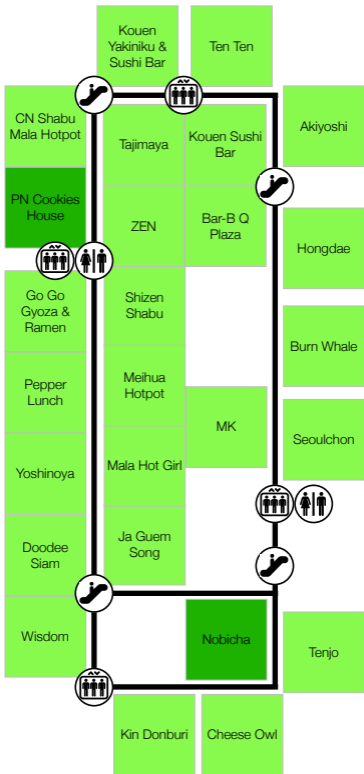 Kouen
Yakiniku &
Sushi Bar
Ten Ten
CN Shabu
Mala Hotpot
Tajimaya
Kouen Sushi
Bar
Akiyoshi
PN Cookies
House
ZEN
Bar-B Q
Plaza
Hongdae
Go Go
Gyoza &
Ramen
Shizen
Shabu
Burn Whale
Pepper
Lunch
Meihua
Hotpot
MK
Seoulchon
Yoshinoya
Mala Hot Girl
Doodee
Siam
Ja Guem
Song
Wisdom
Nobicha
Tenjo
Kin Donburi
Cheese Owl